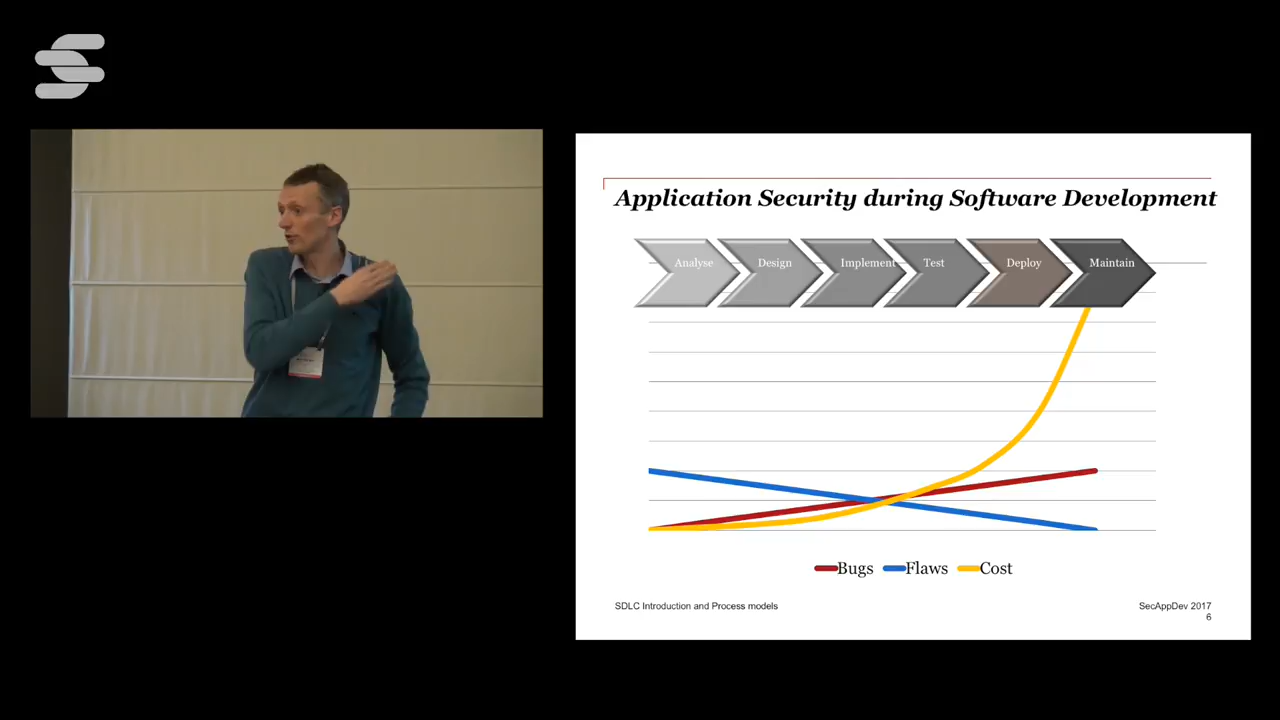 Application Security during Software Development
Analyse Design Implement Test Deploy Maintain
Bugs Flaws Cost
SDLC Introduction and Process models
SecAppDev 2017
6